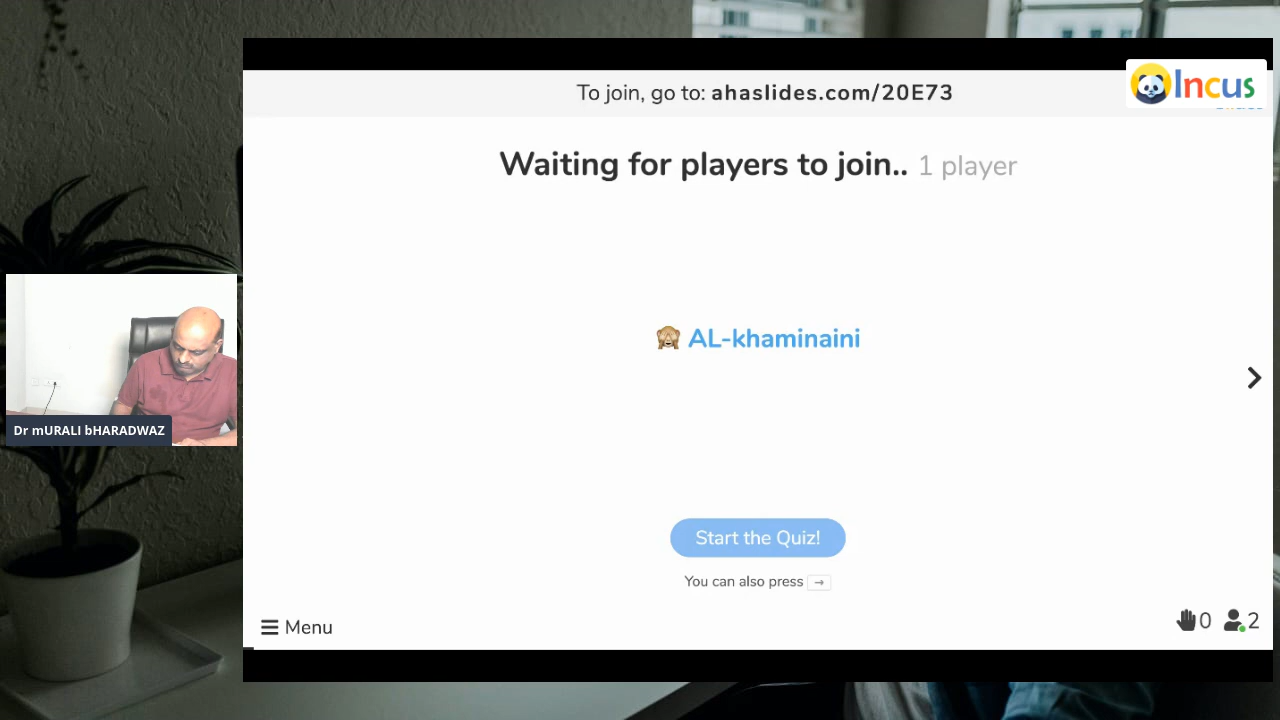 To join, go to: ahaslides.com/20E73
Incus
Waiting for players to join.. 1 player
AL-khaminaini
Dr mURALI bHARADWAZ
Start the Quiz!
You can also press →
Menu
0 2